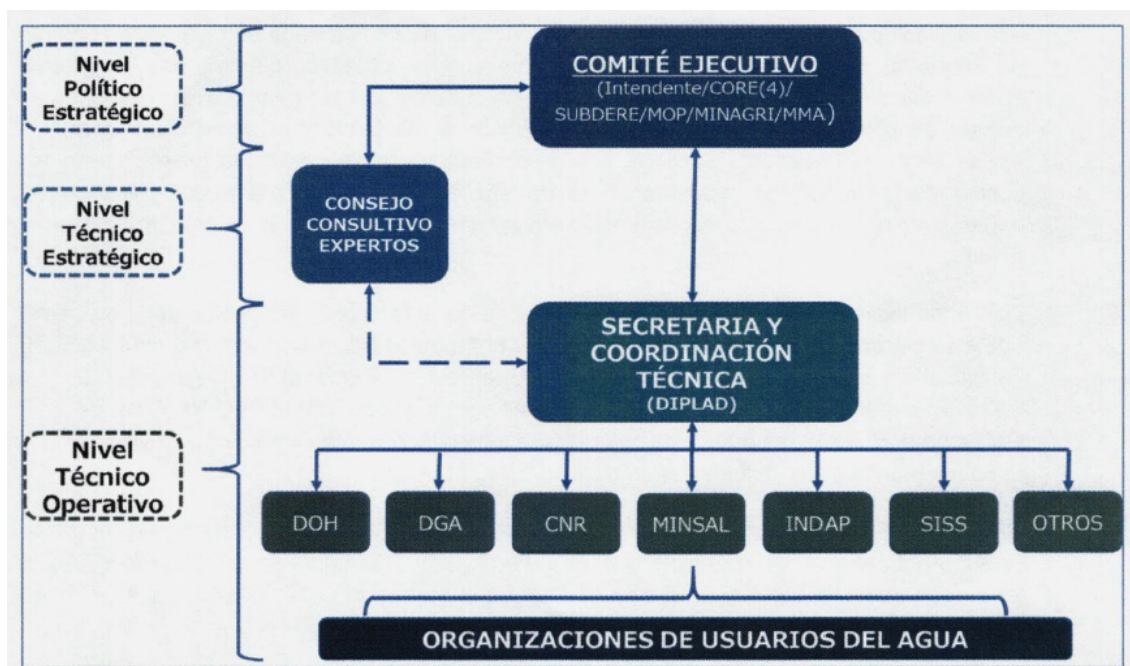 Nivel
Político
Estratégico
COMITÉ EJECUTIVO
(Intendente/CORE(4)/
SUBDERE/MOP/MINAGRI/MMA)
Nivel
Técnico
Estratégico
CONSEJO
CONSULTIVO
EXPERTOS
SECRETARIA Y
COORDINACIÓN
TÉCNICA
(DIPLAD)
Nivel
Técnico
Operativo
DOH
DGA
CNR
MINSAL
INDAP
SISS
OTROS
ORGANIZACIONES DE USUARIOS DEL AGUA